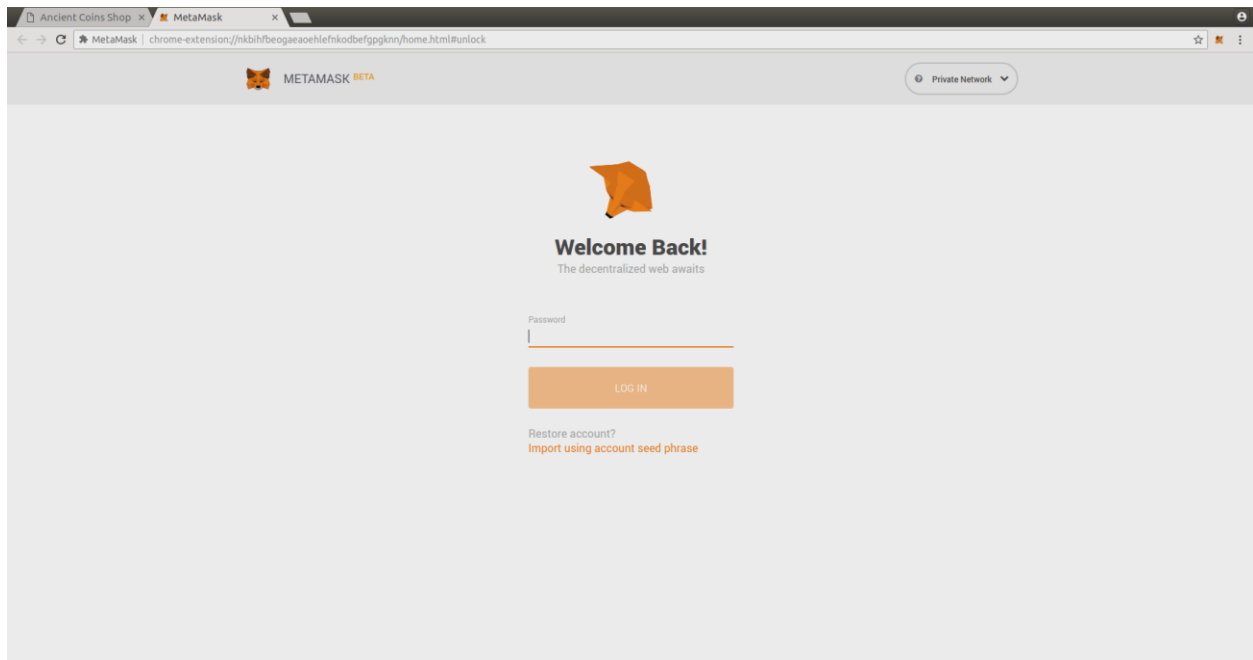 Ancient Coins Shop
MetaMask
MetaMask | chrome-extension://nkbihfbeogaeaoehlefnkodbefgpgknn/home.html#unlock
METAMASK BETA
Private Network
Welcome Back!
The decentralized web awaits
Password
LOG IN
Restore account?
Import using account seed phrase